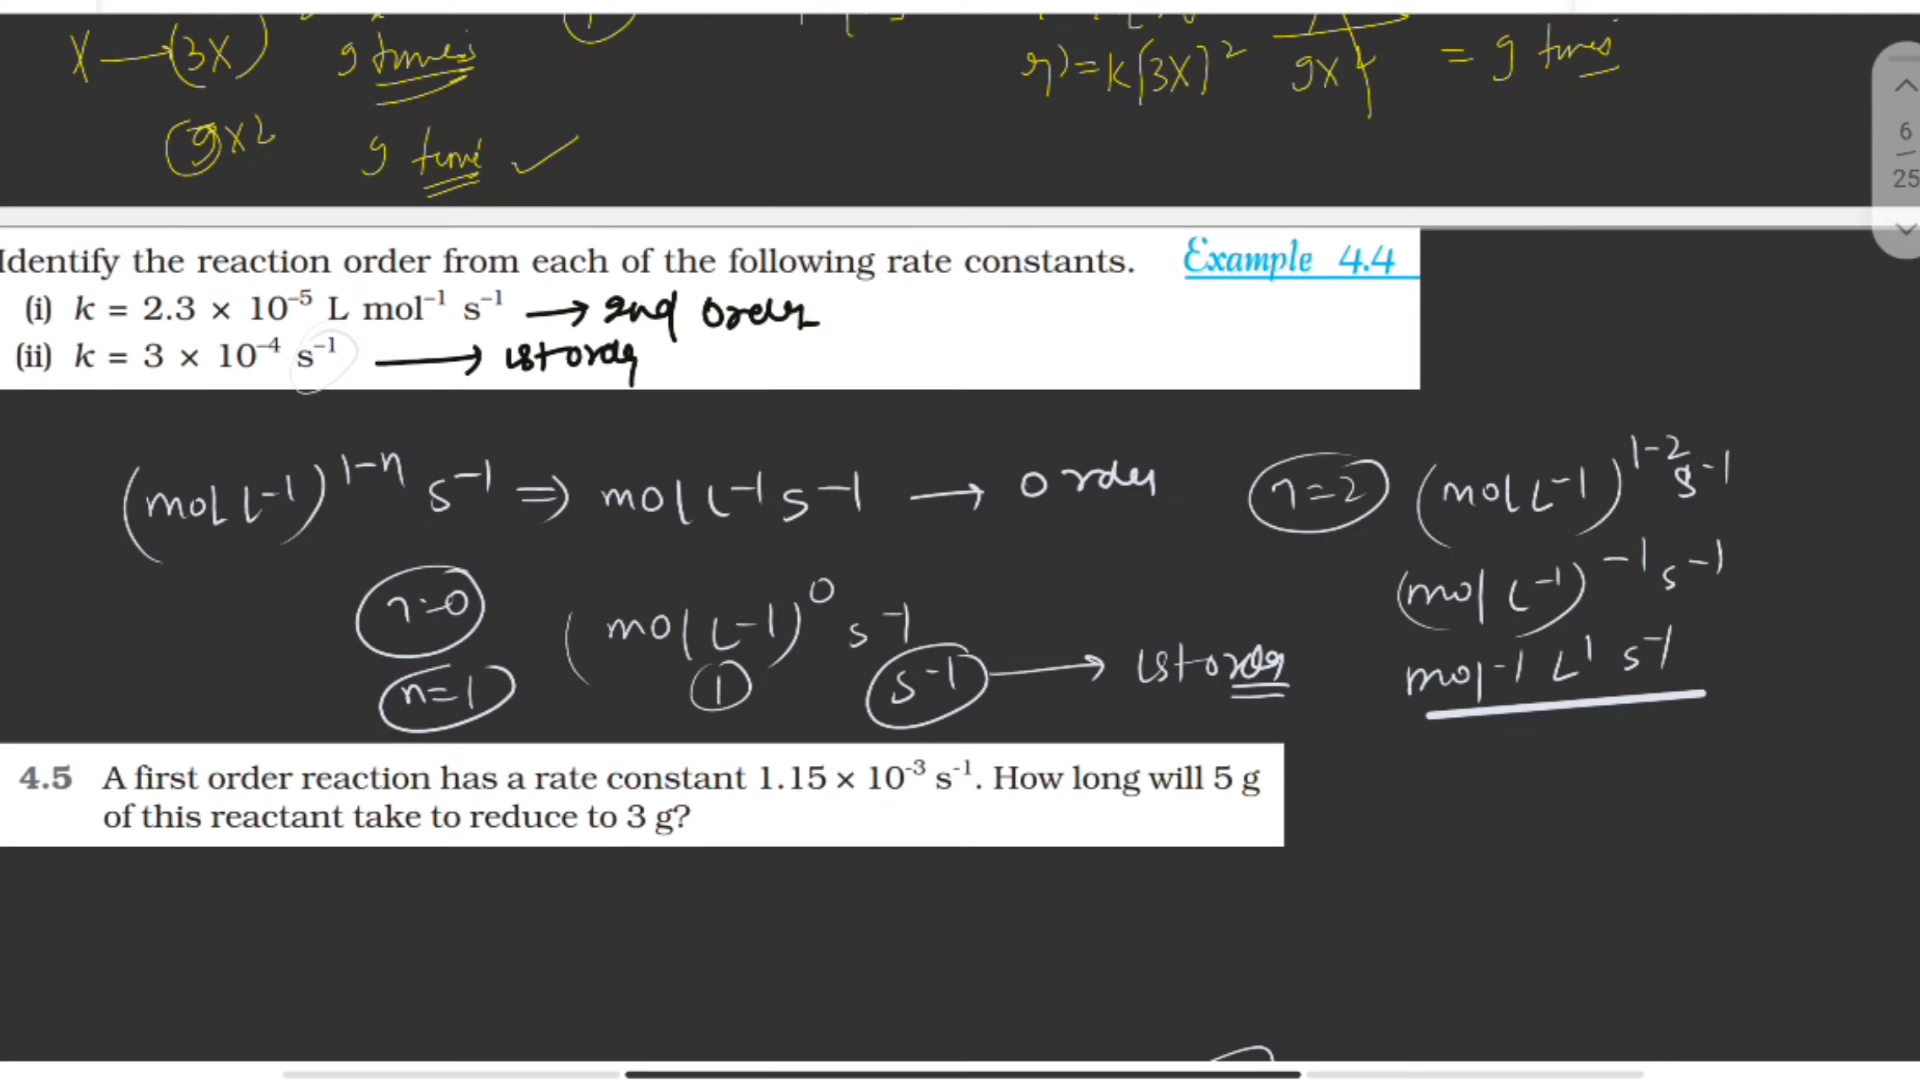 X → (3X) 9 times
r) = K[3X]² 9X = 9 times
9X2 9 time ✓
Identify the reaction order from each of the following rate constants. Example 4.4
(i) k = 2.3 × 10⁻⁵ L mol⁻¹ s⁻¹ → 2nd order
(ii) k = 3 × 10⁻⁴ s⁻¹ → 1st order
(mol L-1)^1-n s-1 ⇒ mol L-1 s-1 → 0 order
n=2 (mol L-1)^1-2 s-1
n=0 (mol L-1)^0 s-1
(mol L-1)^-1 s-1
n=1 1 s-1 → 1st order
mol-1 L1 s-1
4.5 A first order reaction has a rate constant 1.15 × 10⁻³ s⁻¹. How long will 5 g
of this reactant take to reduce to 3 g?
6
25